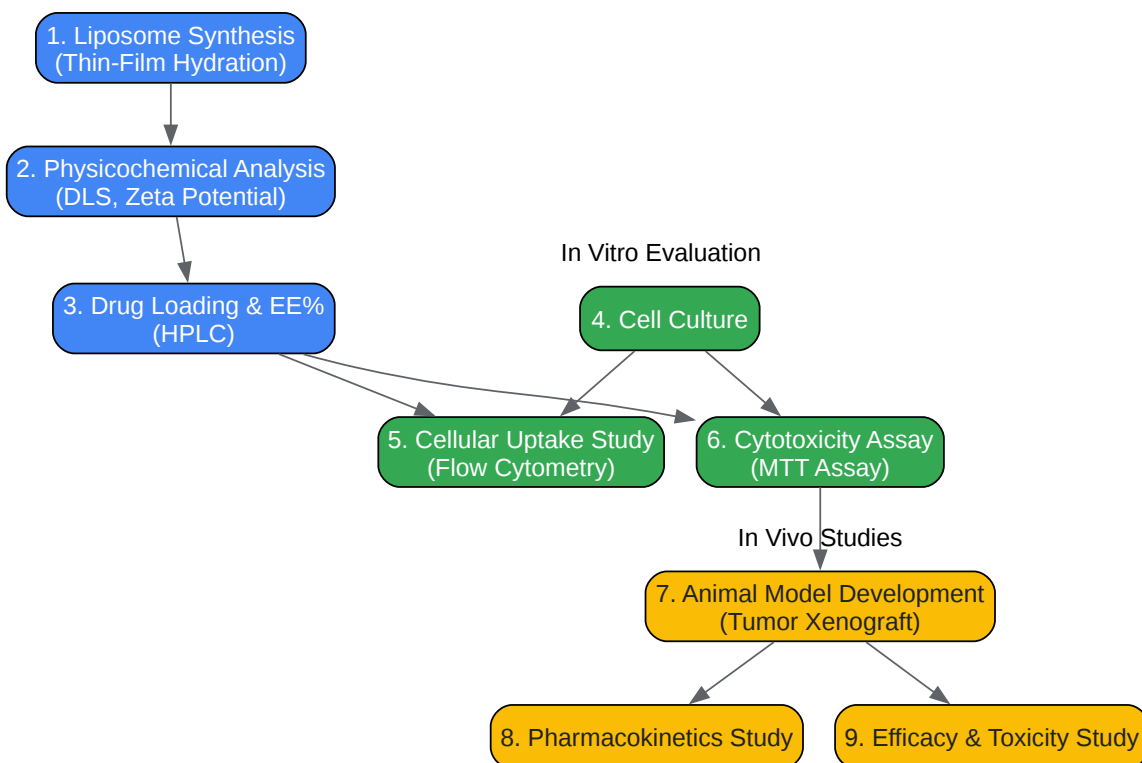 1. Liposome Synthesis
(Thin-Film Hydration)
2. Physicochemical Analysis
(DLS, Zeta Potential)
In Vitro Evaluation
3. Drug Loading & EE%
(HPLC)
4. Cell Culture
5. Cellular Uptake Study
(Flow Cytometry)
6. Cytotoxicity Assay
(MTT Assay)
In Vivo Studies
7. Animal Model Development
(Tumor Xenograft)
8. Pharmacokinetics Study
9. Efficacy & Toxicity Study